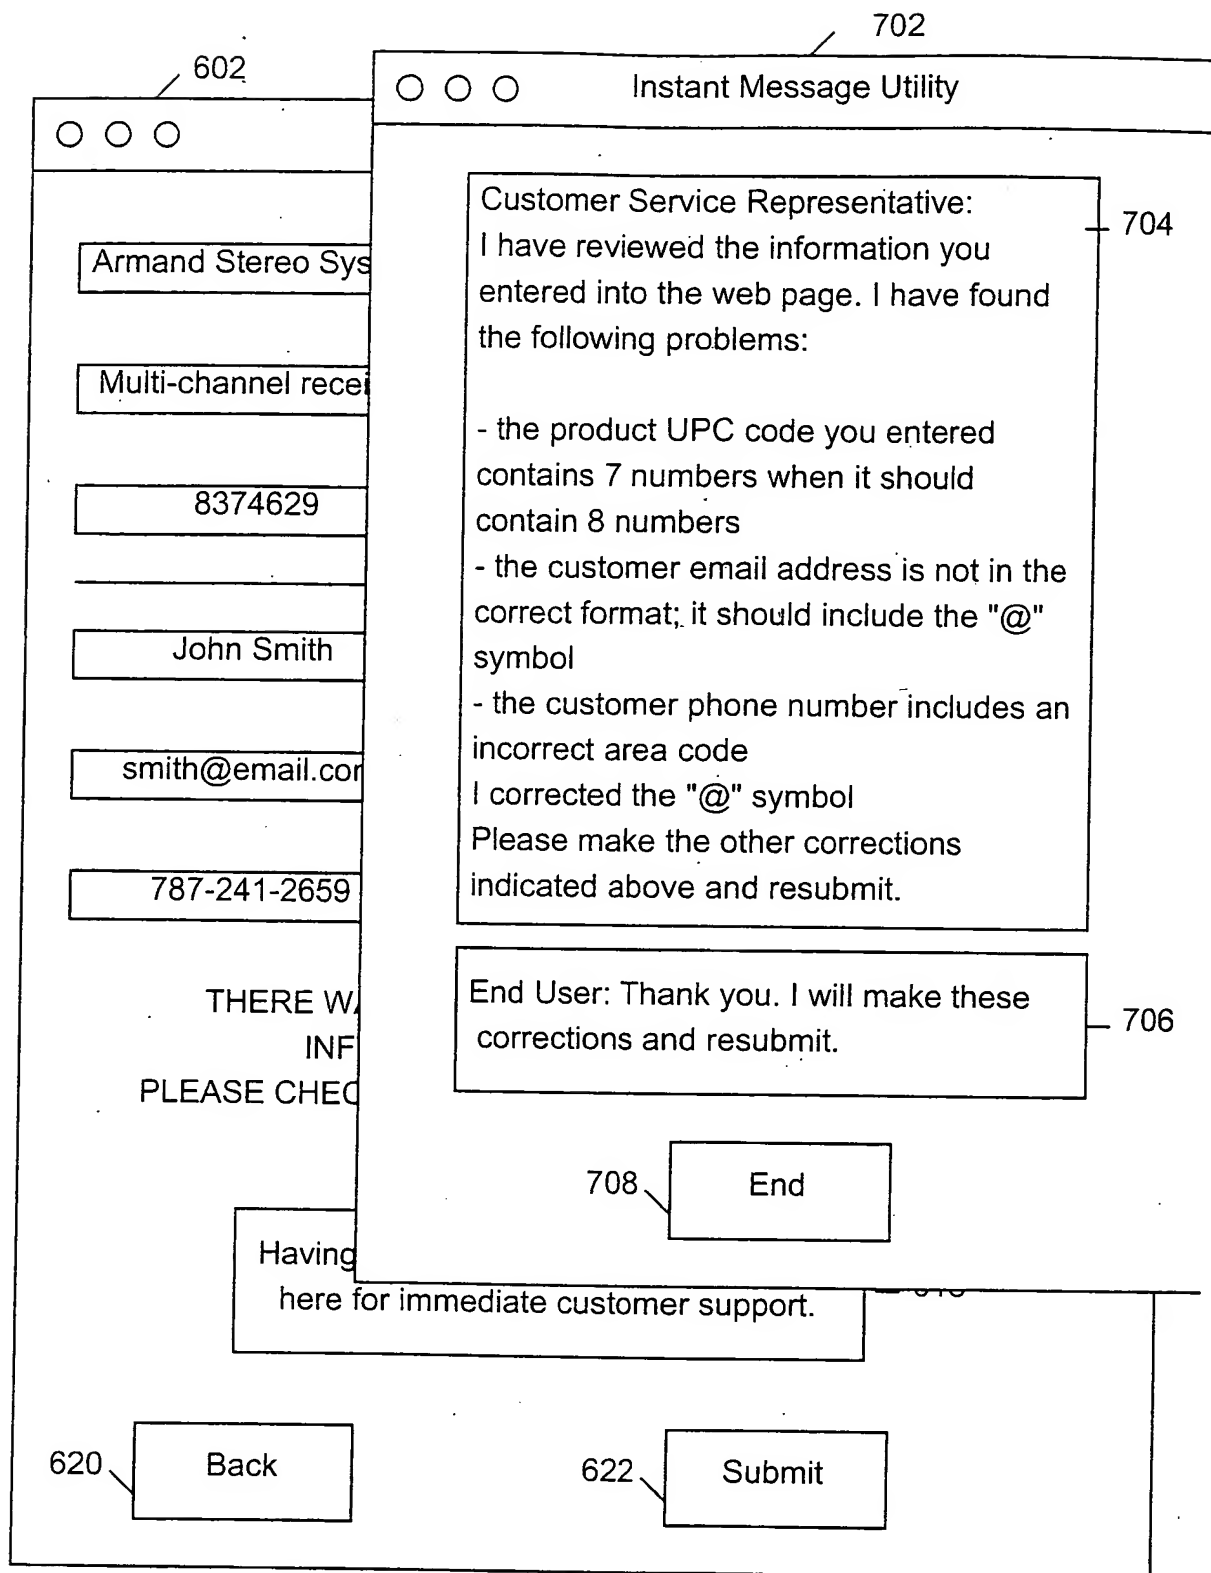 702
602
Instant Message Utility
Customer Service Representative:
I have reviewed the information you
entered into the web page. I have found
the following problems:
- the product UPC code you entered
contains 7 numbers when it should
contain 8 numbers
- the customer email address is not in the
correct format; it should include the "@"
symbol
- the customer phone number includes an
incorrect area code
I corrected the "@" symbol
Please make the other corrections
indicated above and resubmit.
704
End User: Thank you. I will make these
corrections and resubmit.
706
708
End
Armand Stereo Sys
Multi-channel recei
8374629
John Smith
smith@email.co
787-241-2659
THERE WA
INF
PLEASE CHEC
Having
here for immediate customer support.
620
Back
622
Submit